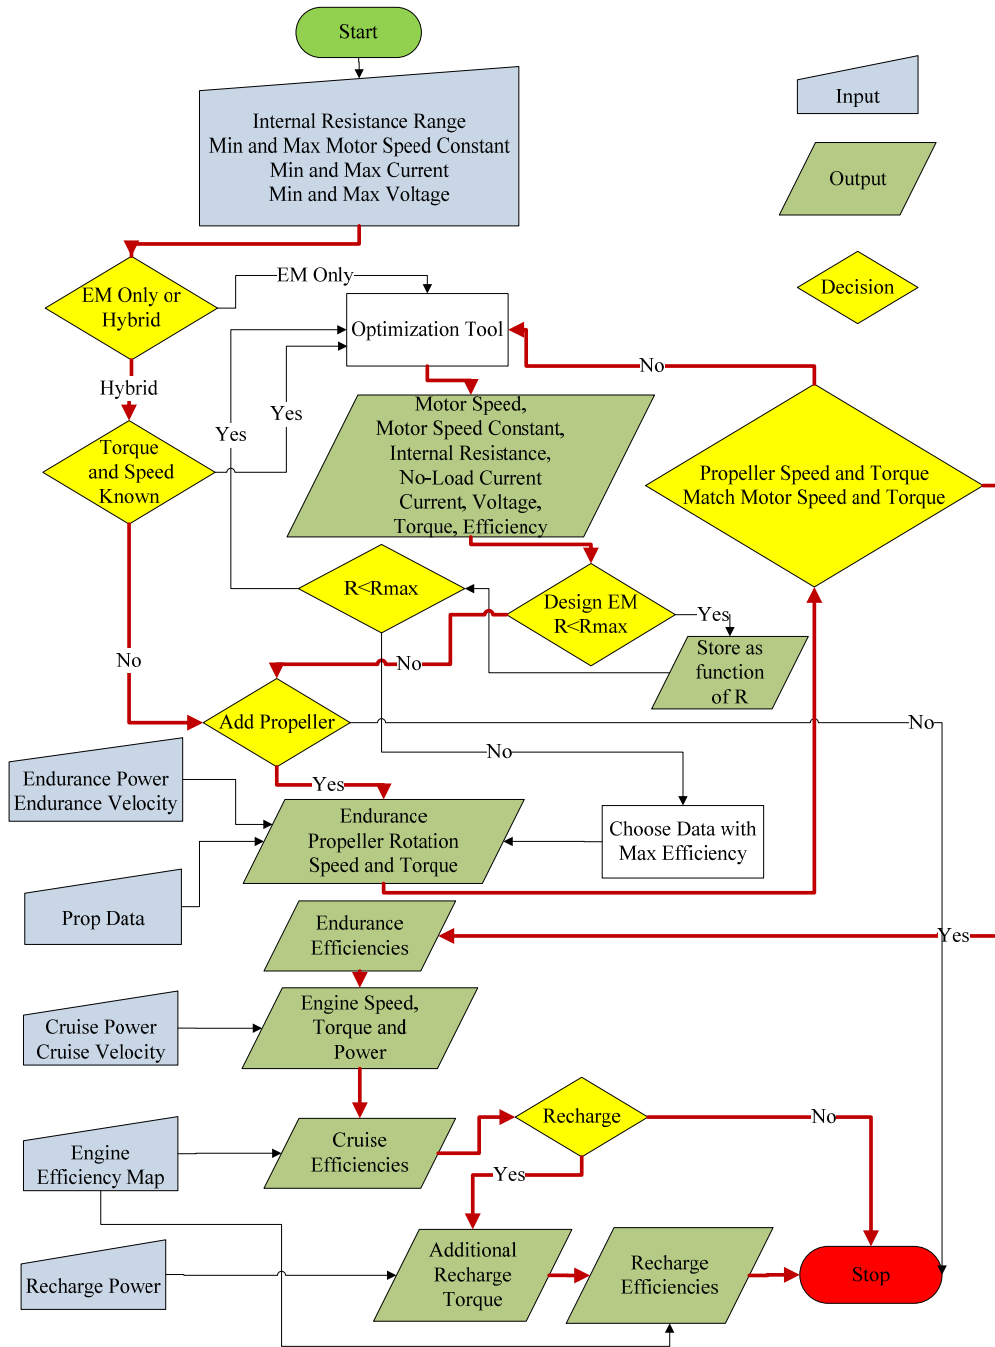 Start
Internal Resistance Range
Min and Max Motor Speed Constant
Min and Max Current
Min and Max Voltage
Input
Output
Decision
EM Only or
Hybrid
EM Only
Optimization Tool
Hybrid
Yes
Yes
No
Torque
and Speed
Known
Motor Speed,
Motor Speed Constant,
Internal Resistance,
No-Load Current
Current, Voltage,
Torque, Efficiency
Propeller Speed and Torque
Match Motor Speed and Torque
R<Rmax
Design EM
R<Rmax
Yes
Store as
function
of R
No
No
Add Propeller
No
No
Yes
Endurance Power
Endurance Velocity
Endurance
Propeller Rotation
Speed and Torque
Choose Data with
Max Efficiency
Prop Data
Endurance
Efficiencies
Yes
Cruise Power
Cruise Velocity
Engine Speed,
Torque and
Power
Engine
Efficiency Map
Cruise
Efficiencies
Recharge
No
Yes
Recharge Power
Additional
Recharge
Torque
Recharge
Efficiencies
Stop